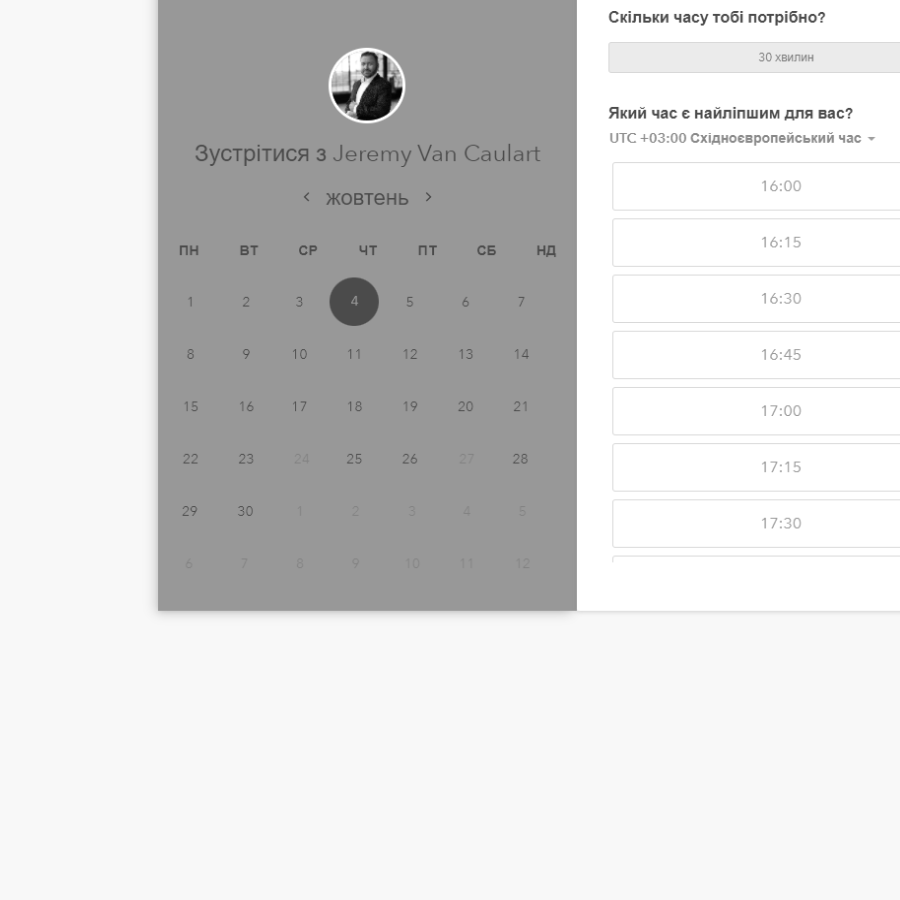 Зустрітися з Jeremy Van Caulart
‹ жовтень ›
ПН ВТ СР ЧТ ПТ СБ НД
1 2 3 4 5 6 7
8 9 10 11 12 13 14
15 16 17 18 19 20 21
22 23 24 25 26 27 28
29 30 1 2 3 4 5
6 7 8 9 10 11 12
Скільки часу тобі потрібно?
30 хвилин
Який час є найліпшим для вас?
UTC +03:00 Східноєвропейський час
16:00
16:15
16:30
16:45
17:00
17:15
17:30